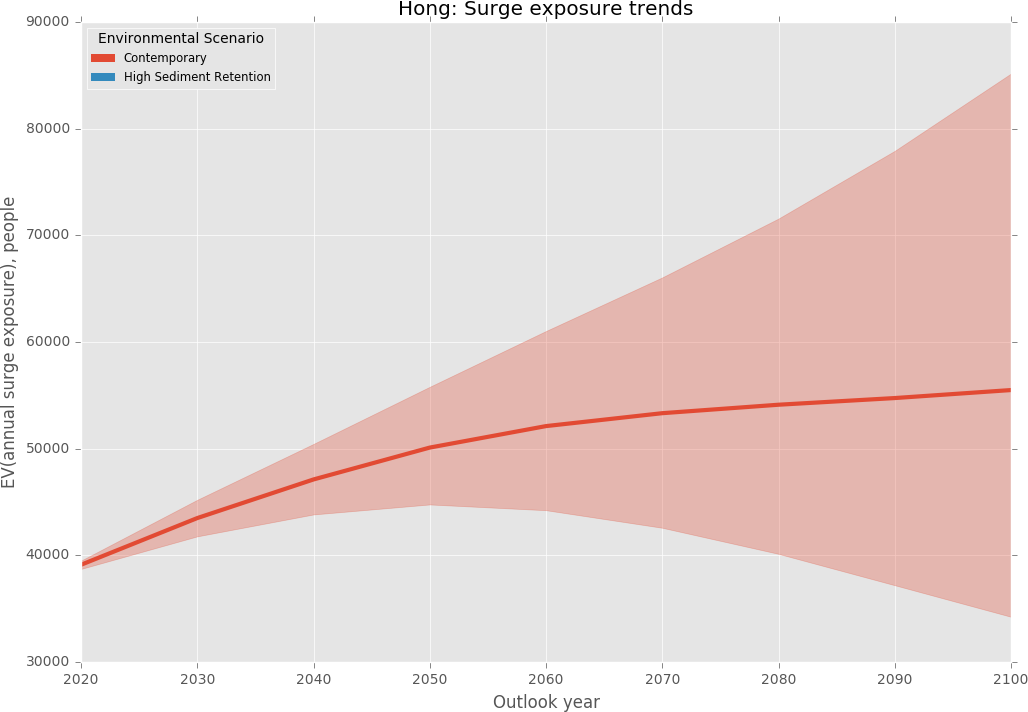 Hong: Surge exposure trends
90000
80000
70000
60000
50000
40000
30000
EV(annual surge exposure), people
Environmental Scenario
Contemporary
High Sediment Retention
2020 2030 2040 2050 2060 2070 2080 2090 2100
Outlook year